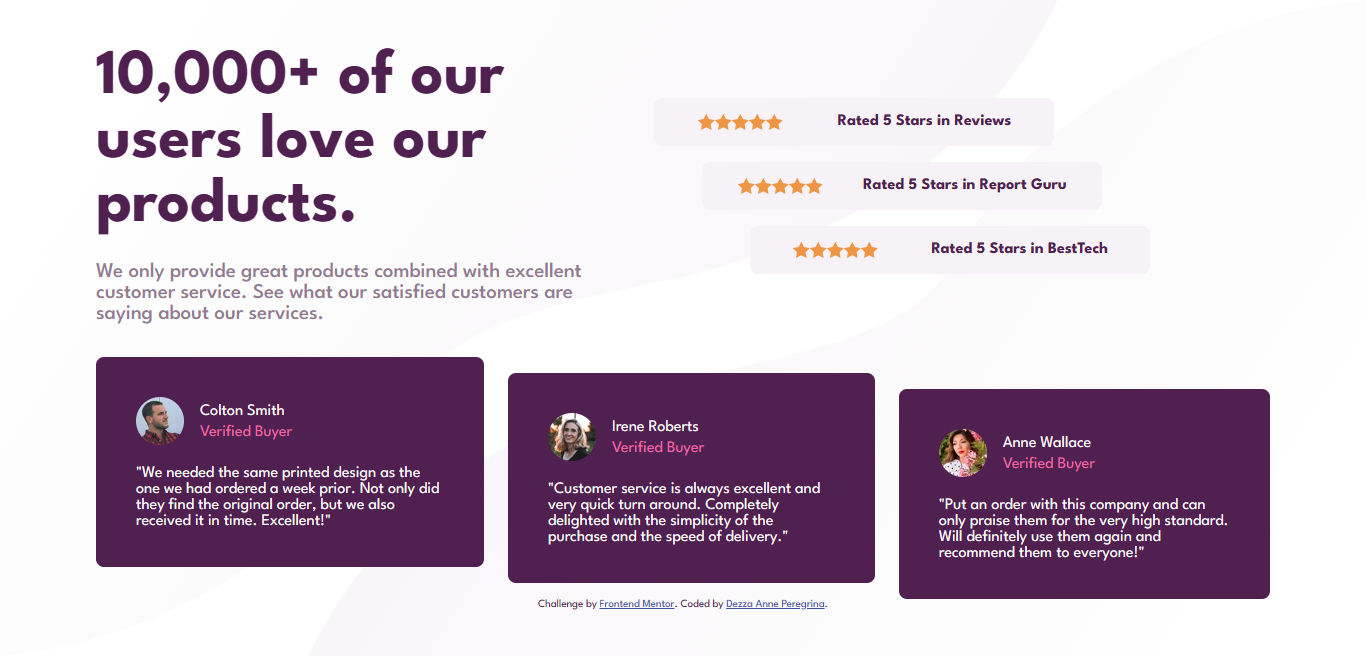 10,000+ of our
users love our
products.
We only provide great products combined with excellent
customer service. See what our satisfied customers are
saying about our services.
Rated 5 Stars in Reviews
Rated 5 Stars in Report Guru
Rated 5 Stars in BestTech
Colton Smith
Verified Buyer
"We needed the same printed design as the
one we had ordered a week prior. Not only did
they find the original order, but we also
received it in time. Excellent!"
Irene Roberts
Verified Buyer
"Customer service is always excellent and
very quick turn around. Completely
delighted with the simplicity of the
purchase and the speed of delivery."
Anne Wallace
Verified Buyer
"Put an order with this company and can
only praise them for the very high standard.
Will definitely use them again and
recommend them to everyone!"
Challenge by Frontend Mentor. Coded by Dezza Anne Peregrina.